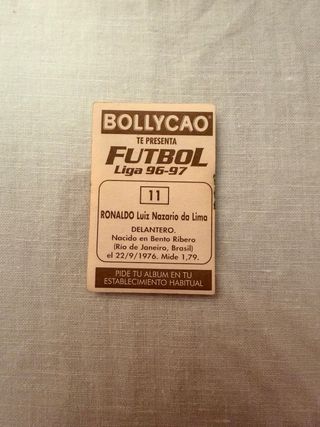 BOLLYCAO
TE PRESENTA
FUTBOL
Liga 96-97
11
RONALDO Luiz Nazario da Lima
DELANTERO.
Nacido en Bento Ribero
(Rio de Janeiro, Brasil)
el 22/9/1976. Mide 1,79.
PIDE TU ALBUM EN TU
ESTABLECIMIENTO HABITUAL